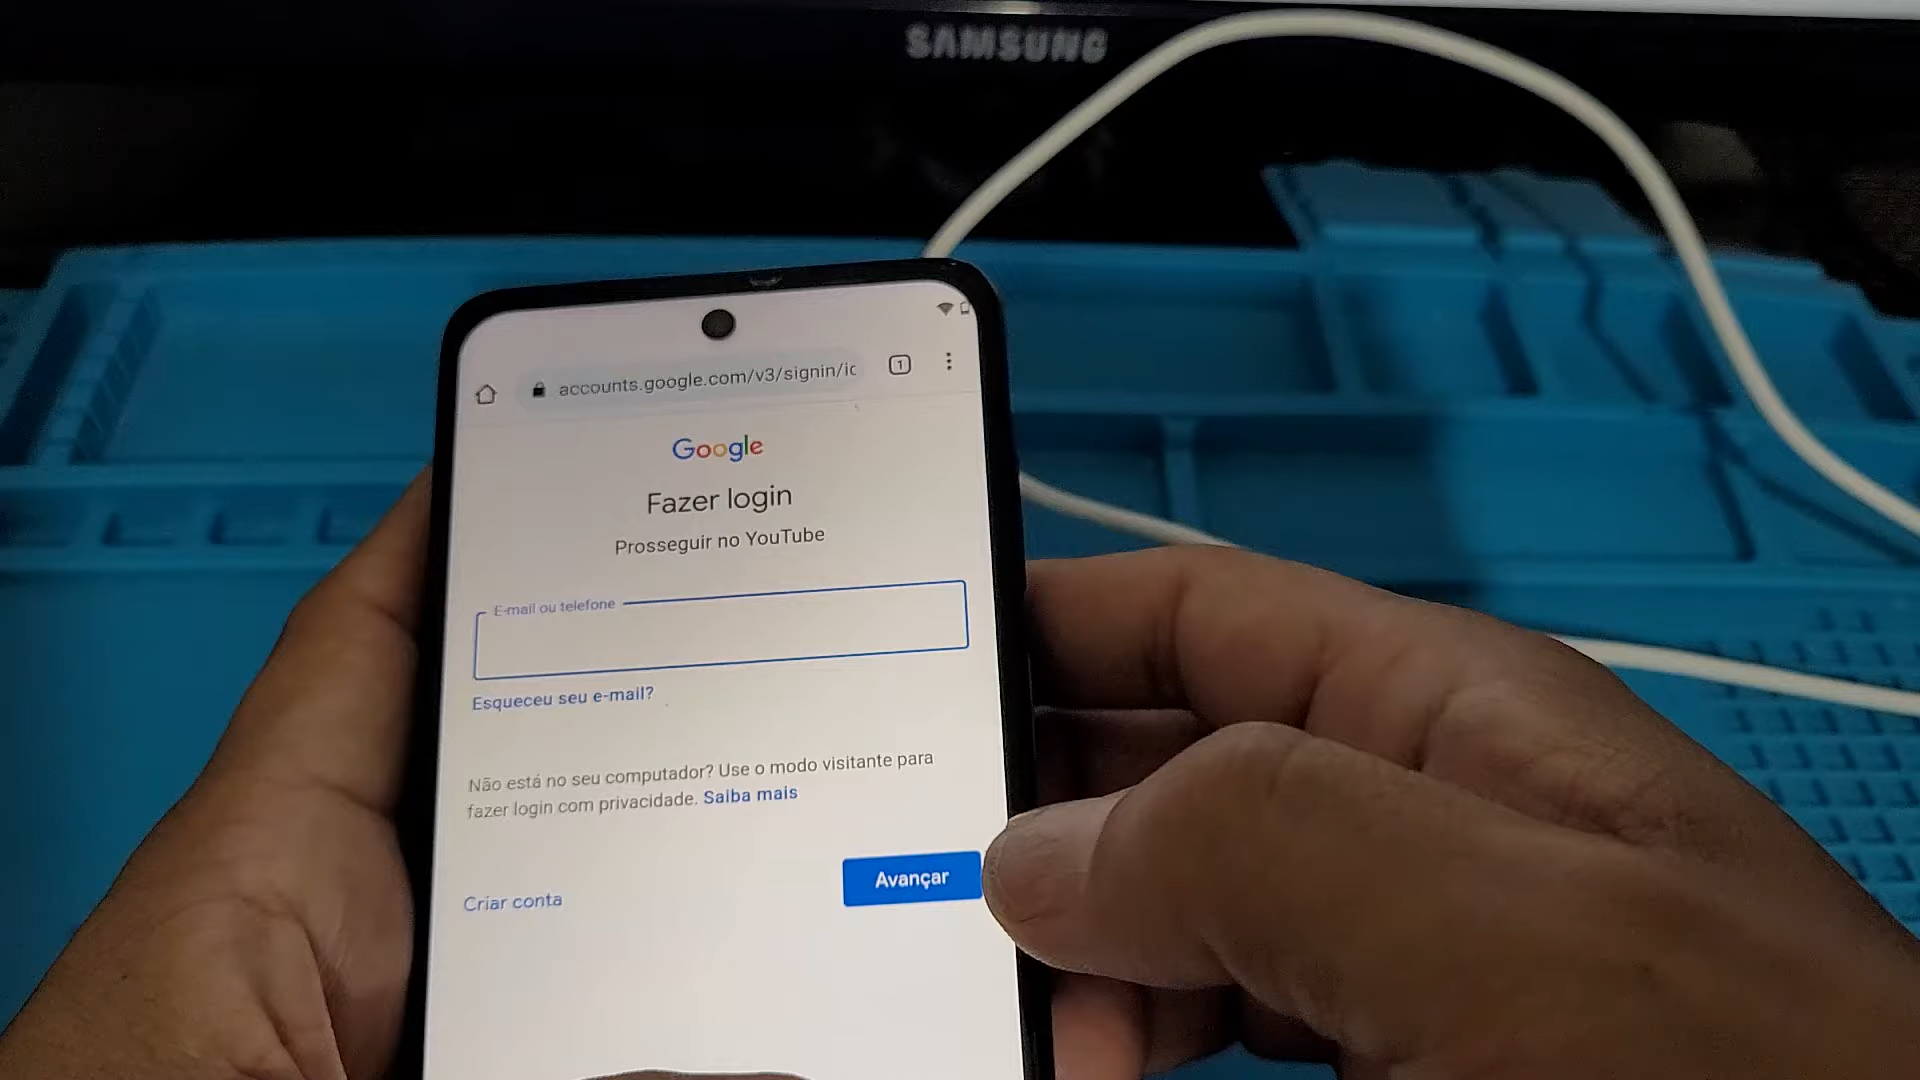 SAMSUNG
accounts.google.com/v3/signin/ic
1
Google
Fazer login
Prosseguir no YouTube
E-mail ou telefone
Esqueceu seu e-mail?
Não está no seu computador? Use o modo visitante para
fazer login com privacidade. Saiba mais
Avançar
Criar conta